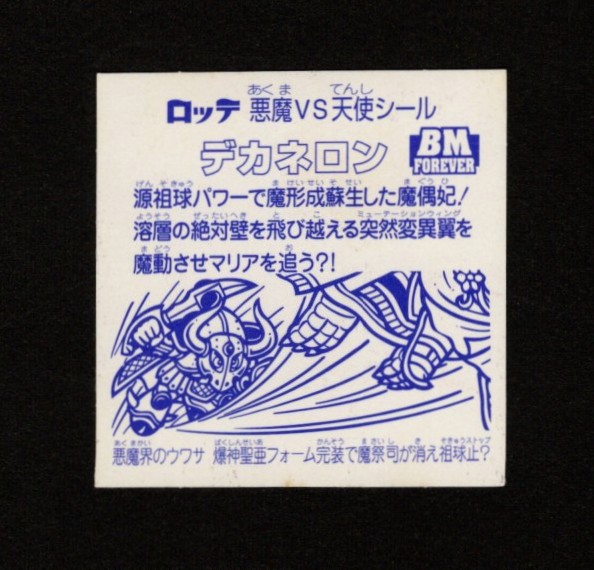 ロッテ 悪魔VS天使シール
デカネロン
BM
FOREVER
源祖球パワーで魔形成蘇生した魔偶妃!
溶層の絶対壁を飛び越える突然変異翼を
魔動させマリアを追う?!
悪魔界のウワサ 爆神聖亜フォーム完装で魔祭司が消え祖球止?